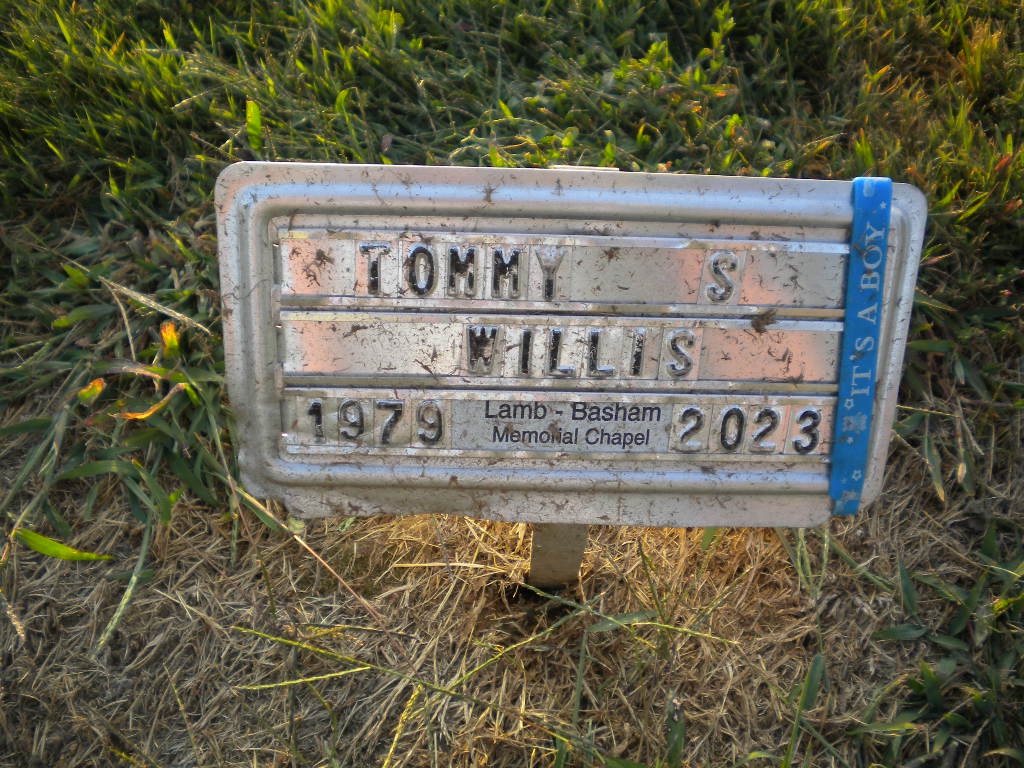 TOMMY S
WILLIS
1979 Lamb - Basham Memorial Chapel 2023
IT'S A BOY